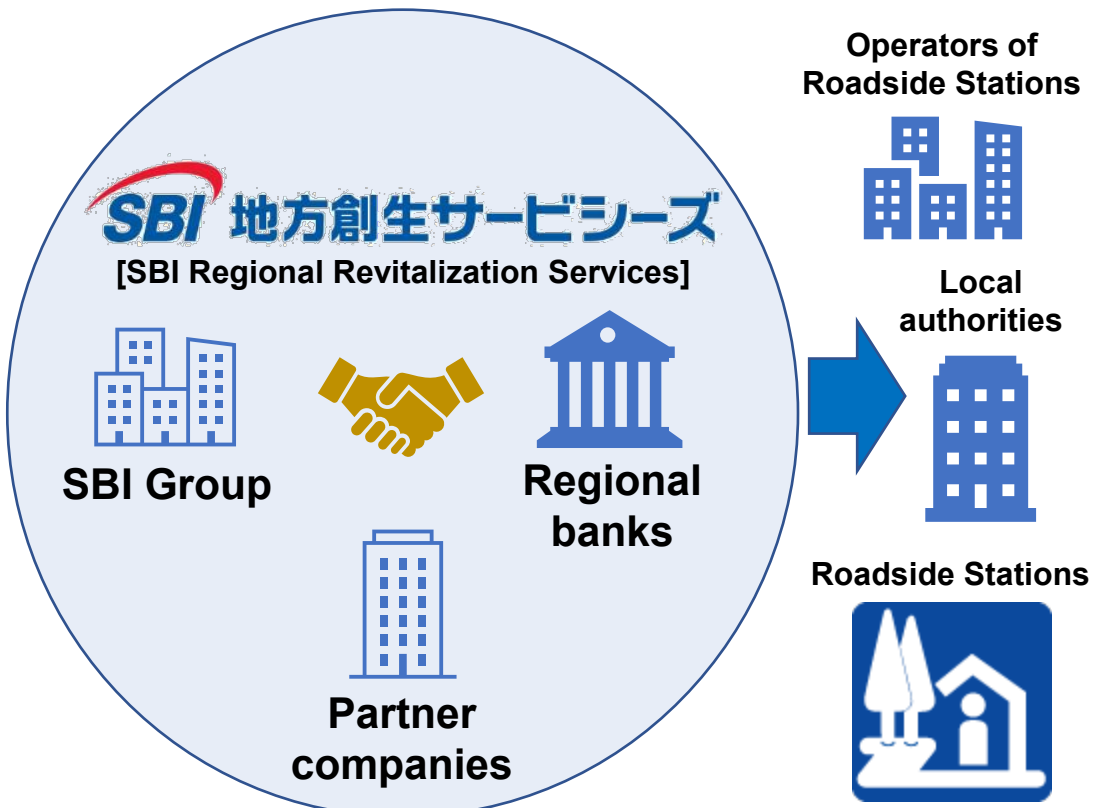 SBI 地方創生サービシーズ
[SBI Regional Revitalization Services]
SBI Group
Regional
banks
Partner
companies
Operators of
Roadside Stations
Local
authorities
Roadside Stations